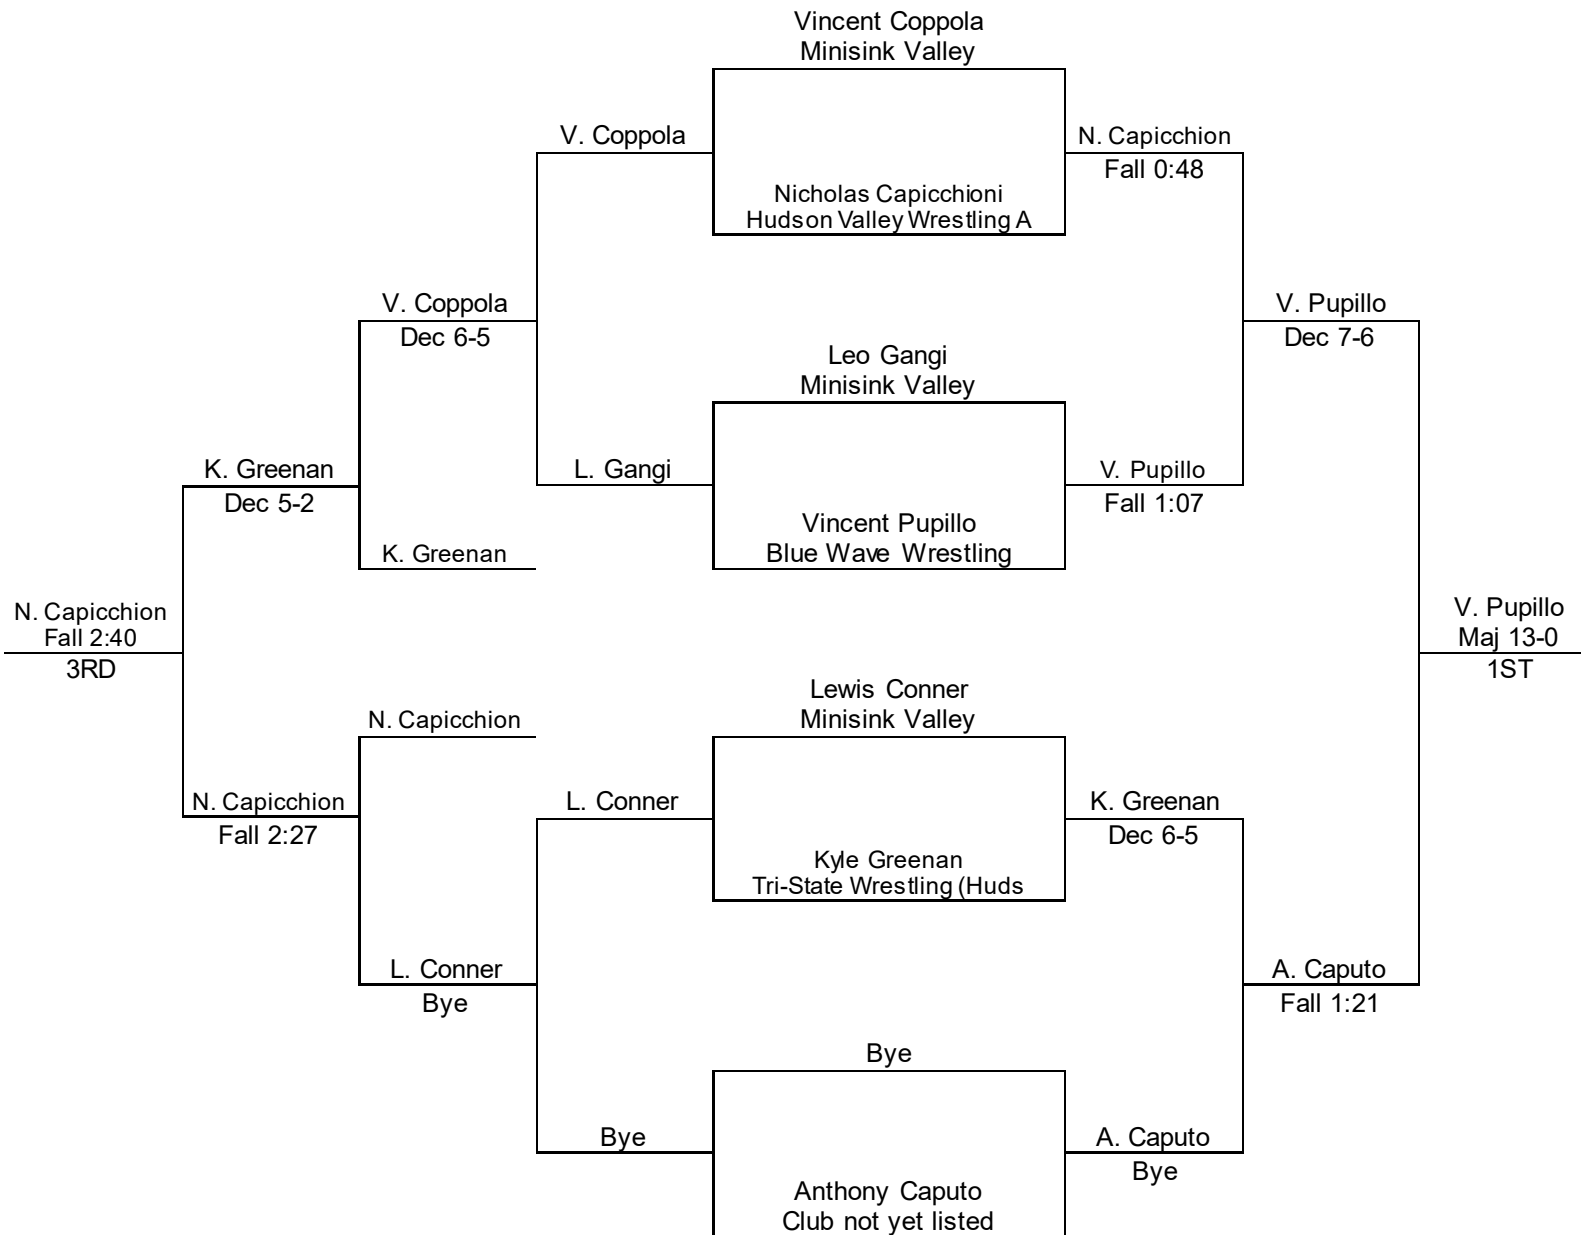 Vincent Coppola
Minisink Valley
V. Coppola
N. Capicchion
Fall 0:48
Nicholas Capicchioni
Hudson Valley Wrestling A
V. Coppola
Dec 6-5
V. Pupillo
Dec 7-6
Leo Gangi
Minisink Valley
K. Greenan
Dec 5-2
L. Gangi
V. Pupillo
Fall 1:07
Vincent Pupillo
Blue Wave Wrestling
K. Greenan
N. Capicchion
Fall 2:40
3RD
V. Pupillo
Maj 13-0
1ST
Lewis Conner
Minisink Valley
N. Capicchion
N. Capicchion
Fall 2:27
L. Conner
K. Greenan
Dec 6-5
Kyle Greenan
Tri-State Wrestling (Huds
L. Conner
Bye
A. Caputo
Fall 1:21
Bye
Bye
A. Caputo
Bye
Anthony Caputo
Club not yet listed